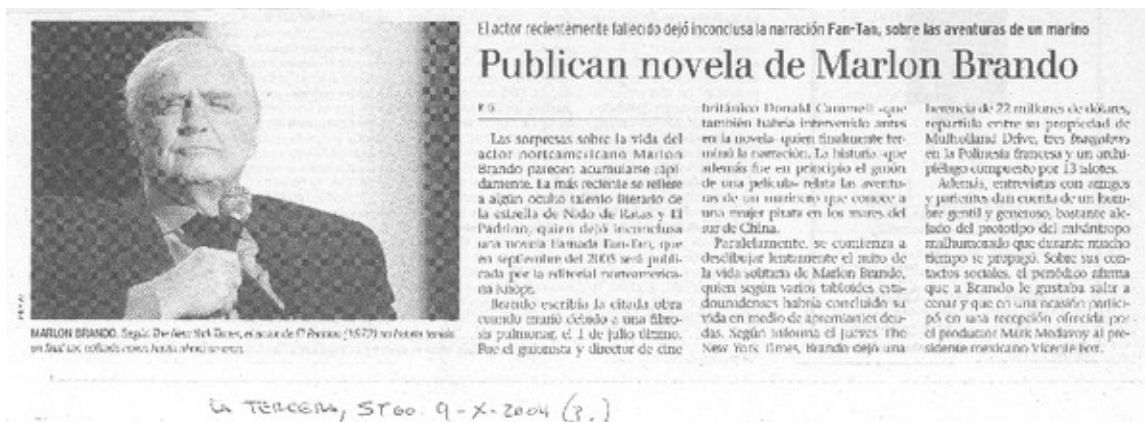 El actor recientemente fallecido dejó inconclusa la narración Fan-Tan, sobre las aventuras de un marino
Publican novela de Marlon Brando
Las sorpresas sobre la vida del
actor norteamericano Marlon
Brando parecen acumularse rápi-
damente. La más reciente se refiere
a algún oculto talento literario de
la estrella de Nido de Ratas y El
Padrino, quien dejó inconclusa
una novela llamada Fan-Tan, que
en septiembre del 2005 será publi-
cada por la editorial norteamerica-
na Knopf.
Brando escribía la citada obra
cuando murió debido a una fibro-
sis pulmonar, el 1 de julio último.
Fue el guionista y director de cine
británico Donald Cammell -que
también habría intervenido antes
en la novela- quien finalmente ter-
minó la narración. La historia -que
además fue en principio el guión
de una película- relata las aventu-
ras de un marinero que conoce a
una mujer pirata en los mares del
sur de China.
Paralelamente, se comienza a
desdibujar lentamente el mito de
la vida solitaria de Marlon Brando,
quien según varios tabloides esta-
dounidenses habría concluido su
vida en medio de apremiantes deu-
das. Según informa el jueves The
New York Times, Brando dejó una
herencia de 22 millones de dólares,
repartido entre su propiedad de
Mulholland Drive, tres
en la Polinesia francesa y un archi-
piélago compuesto por 13 islotes.
Además, entrevistas con amigos
y parientes dan cuenta de un hom-
bre gentil y generoso, bastante ale-
jado del prototipo del misántropo
malhumorado que durante mucho
tiempo se propagó. Sobre sus con-
tactos sociales, el periódico afirma
que a Brando le gustaba salir a
cenar y que en una ocasión partici-
pó en una recepción ofrecida por
el productor Mark Medavoy al pre-
sidente mexicano Vicente Fox.
MARLON BRANDO. Según The New York Times, el actor de El Padrino (1972)
LA TERCERA, STGO. 9-X-2004 (P.)